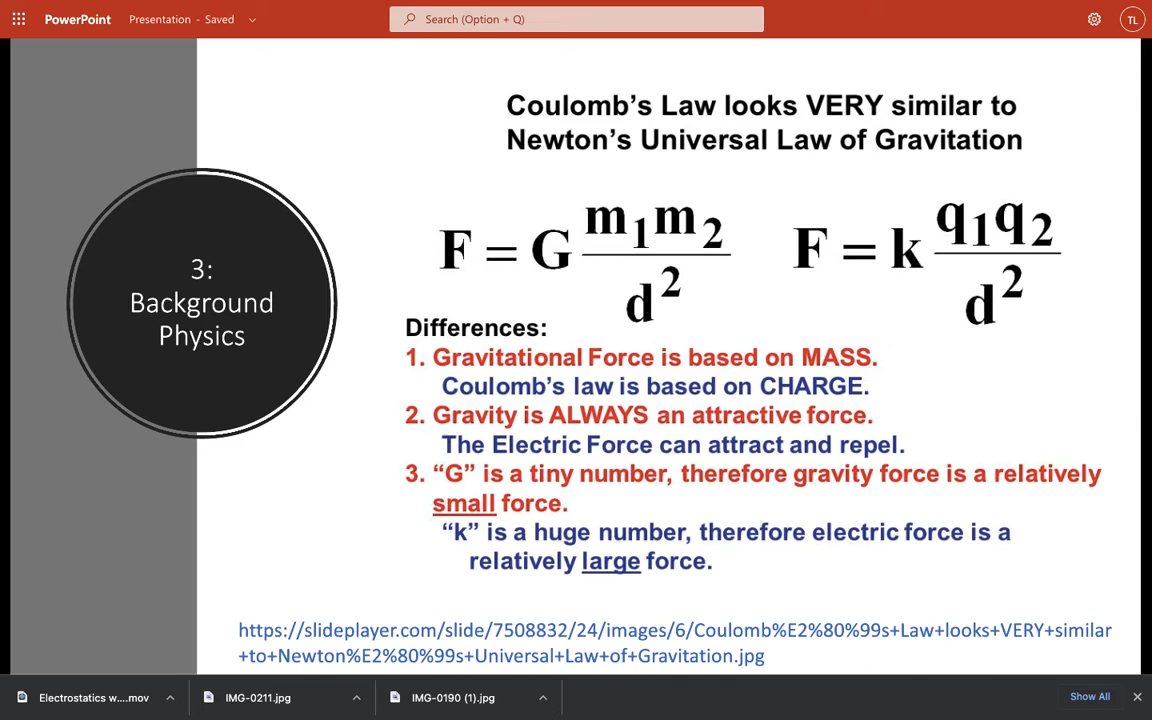 PowerPoint
Presentation - Saved
Search (Option + Q)
TL
Coulomb’s Law looks VERY similar to
Newton’s Universal Law of Gravitation
3:
Background
Physics
F = G m1m2 / d2
F = k q1q2 / d2
Differences:
1. Gravitational Force is based on MASS.
Coulomb’s law is based on CHARGE.
2. Gravity is ALWAYS an attractive force.
The Electric Force can attract and repel.
3. “G” is a tiny number, therefore gravity force is a relatively
small force.
“k” is a huge number, therefore electric force is a
relatively large force.
https://slideplayer.com/slide/7508832/24/images/6/Coulomb%E2%80%99s+Law+looks+VERY+similar
+to+Newton%E2%80%99s+Universal+Law+of+Gravitation.jpg
Electrostatics w....mov
IMG-0211.jpg
IMG-0190 (1).jpg
Show All